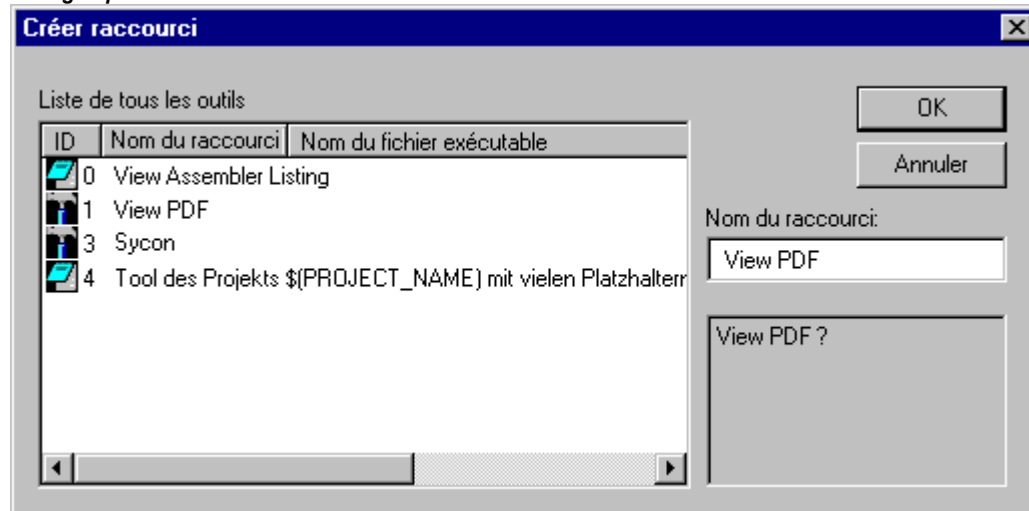 Créer raccourci
Liste de tous les outils
OK
ID Nom du raccourci Nom du fichier exécutable
Annuler
0 View Assembler Listing
1 View PDF
Nom du raccourci:
3 Sycon
View PDF
4 Tool des Projekts $(PROJECT_NAME) mit vielen Platzhaltern
View PDF ?